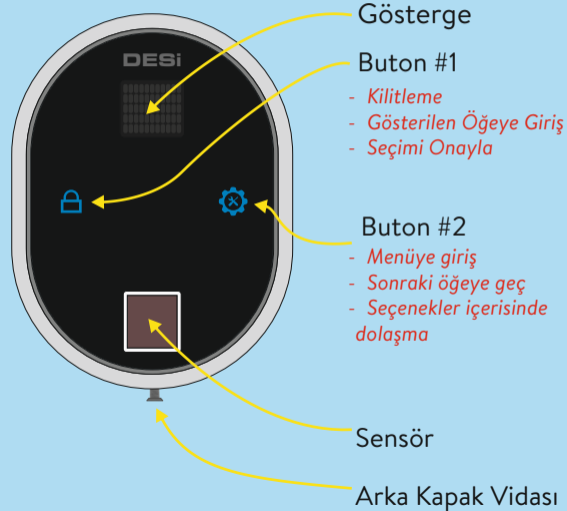 DESi
Gösterge
Buton #1
- Kilitleme
- Gösterilen Öğeye Giriş
- Seçimi Onayla
Buton #2
- Menüye giriş
- Sonraki öğeye geç
- Seçenekler içerisinde
dolaşma
Sensör
Arka Kapak Vidası